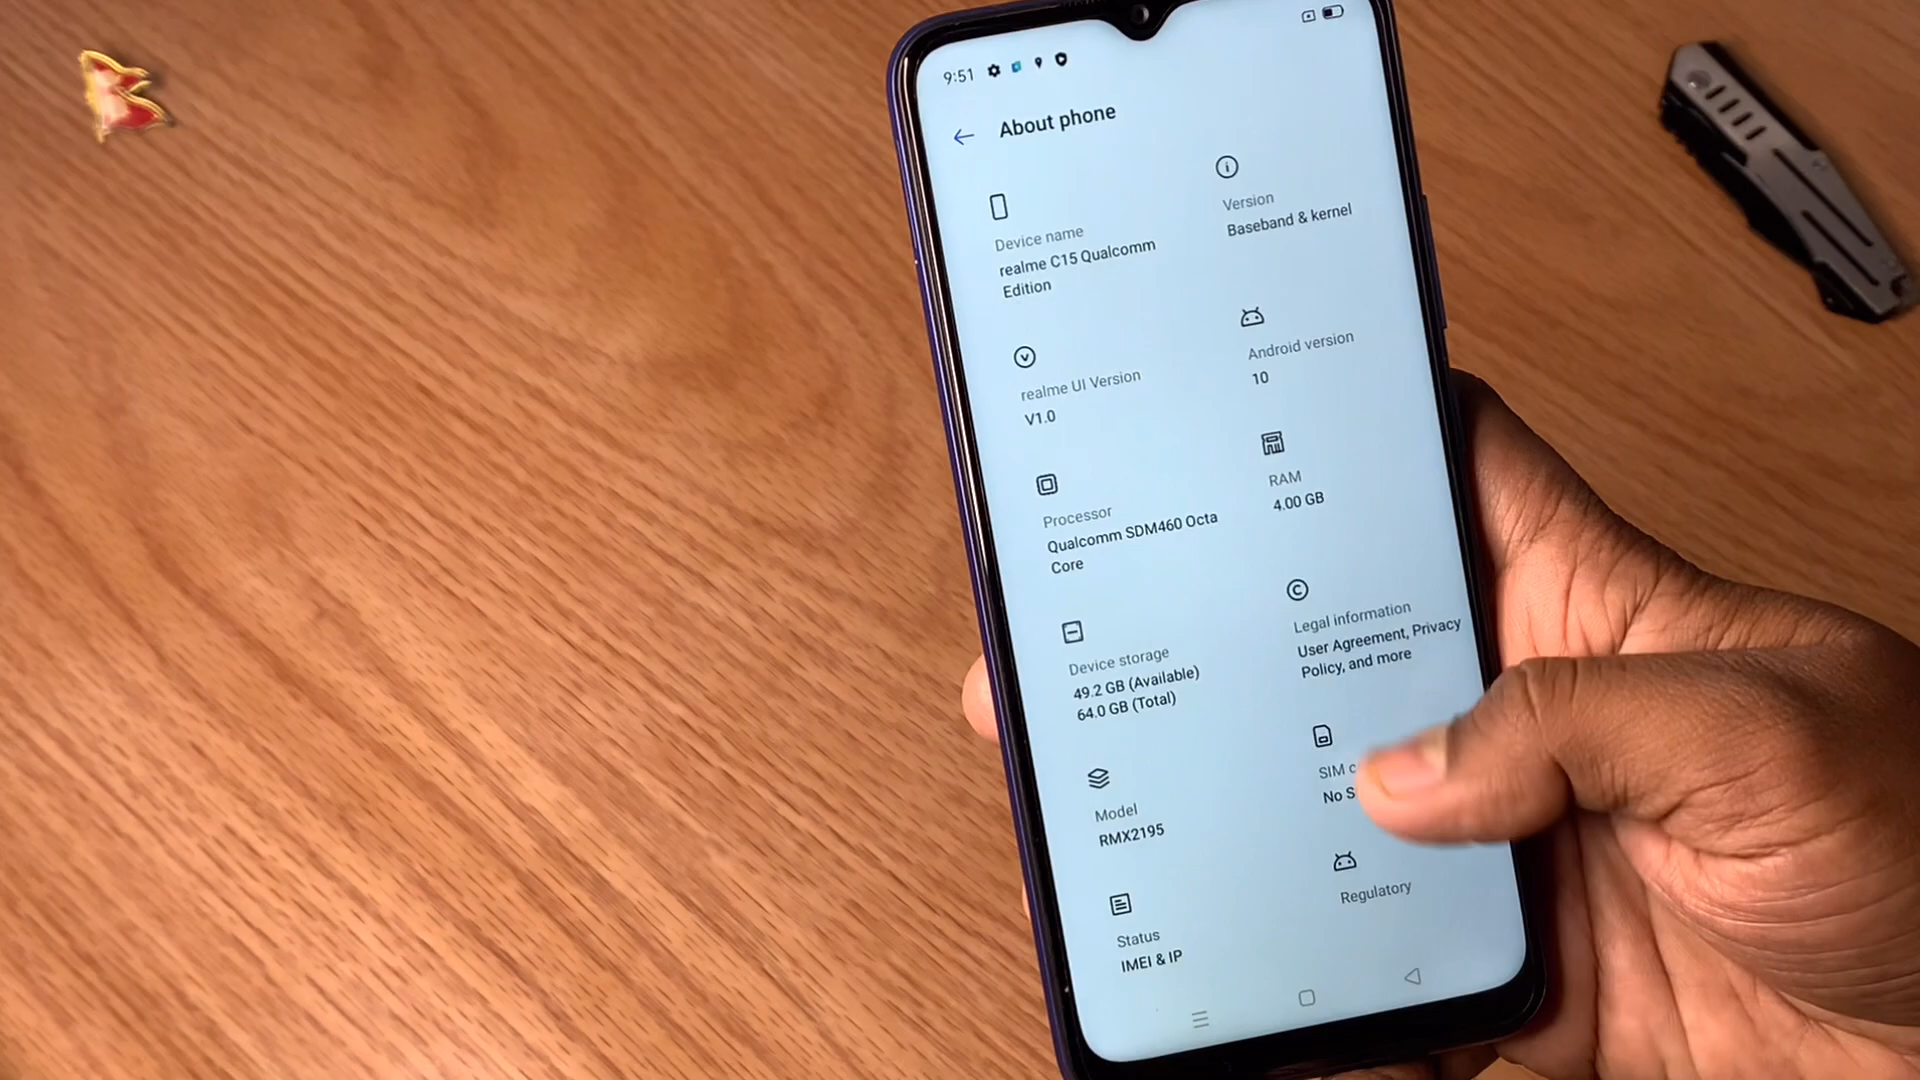 9:51
About phone
Device name
realme C15 Qualcomm
Edition
Version
Baseband & kernel
realme UI Version
V1.0
Android version
10
Processor
Qualcomm SDM460 Octa
Core
RAM
4.00 GB
Device storage
49.2 GB (Available)
64.0 GB (Total)
Legal information
User Agreement, Privacy
Policy, and more
Model
RMX2195
SIM
No
Status
IMEI & IP
Regulatory